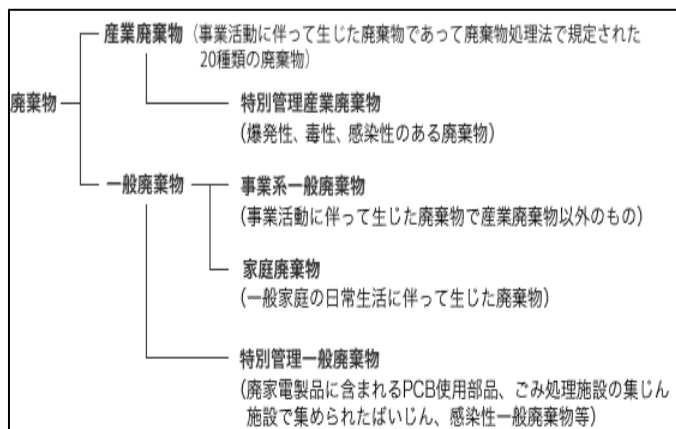 産業廃棄物（事業活動に伴って生じた廃棄物であって廃棄物処理法で規定された
20種類の廃棄物）
廃棄物
特別管理産業廃棄物
（爆発性、毒性、感染性のある廃棄物）
一般廃棄物
事業系一般廃棄物
（事業活動に伴って生じた廃棄物で産業廃棄物以外のもの）
家庭廃棄物
（一般家庭の日常生活に伴って生じた廃棄物）
特別管理一般廃棄物
（廃家電製品に含まれるPCB使用部品、ごみ処理施設の集じん
施設で集められたばいじん、感染性一般廃棄物等）